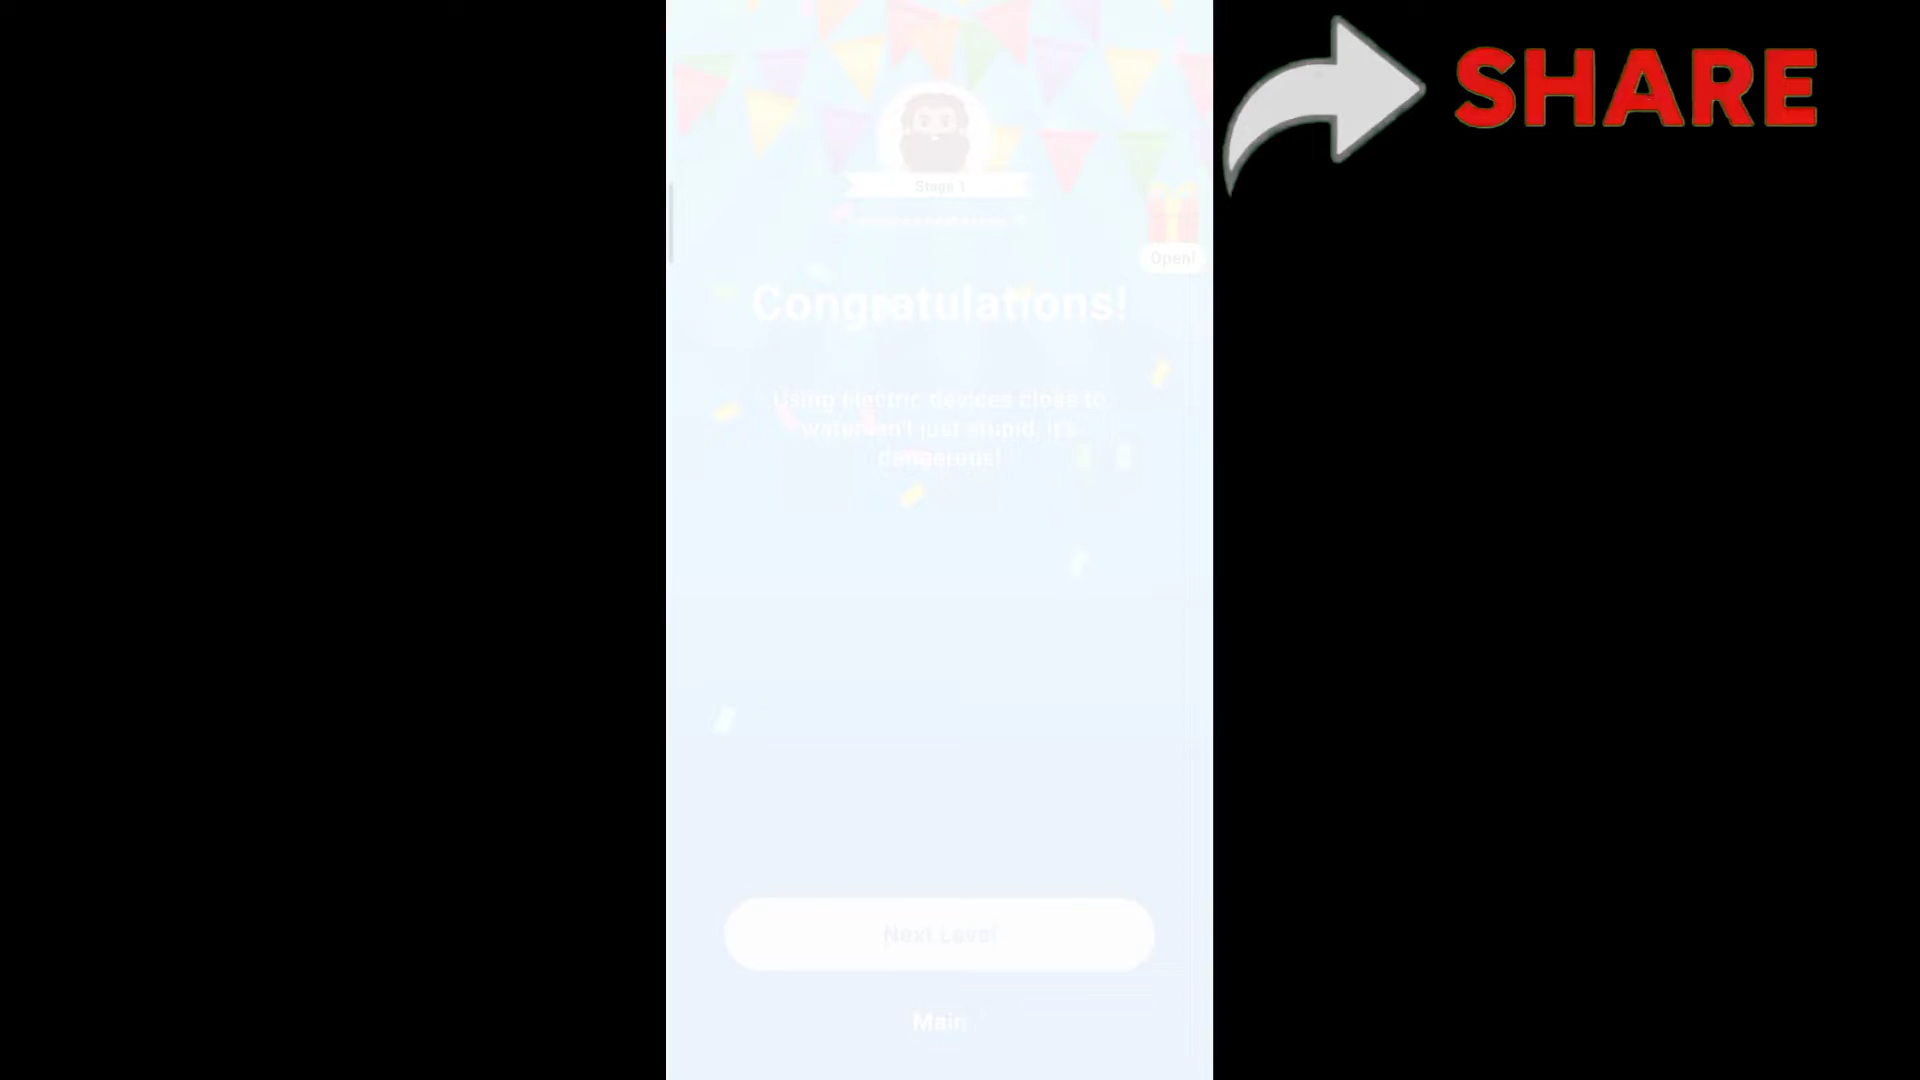 SHARE
Stage 1
Open!
Congratulations!
Using electric devices close to
water isn't just stupid, it's
dangerous!
Next Level
Main